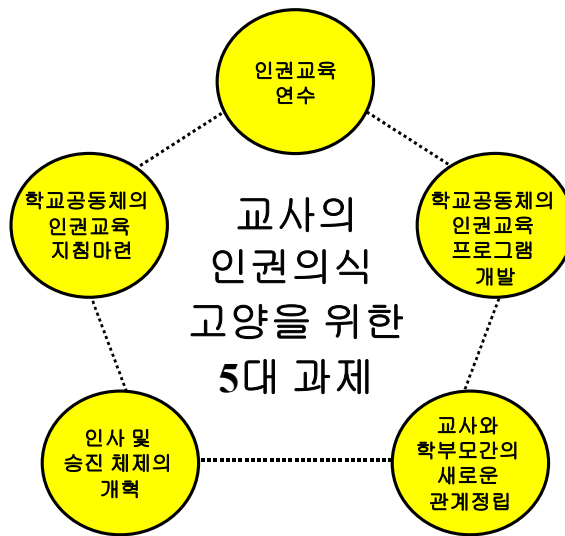 인권교육
연수
학교공동체의
인권교육
지침마련
교사의
인권의식
고양을 위한
5대 과제
학교공동체의
인권교육
프로그램
개발
인사 및
승진 체제의
개혁
교사와
학부모간의
새로운
관계정립